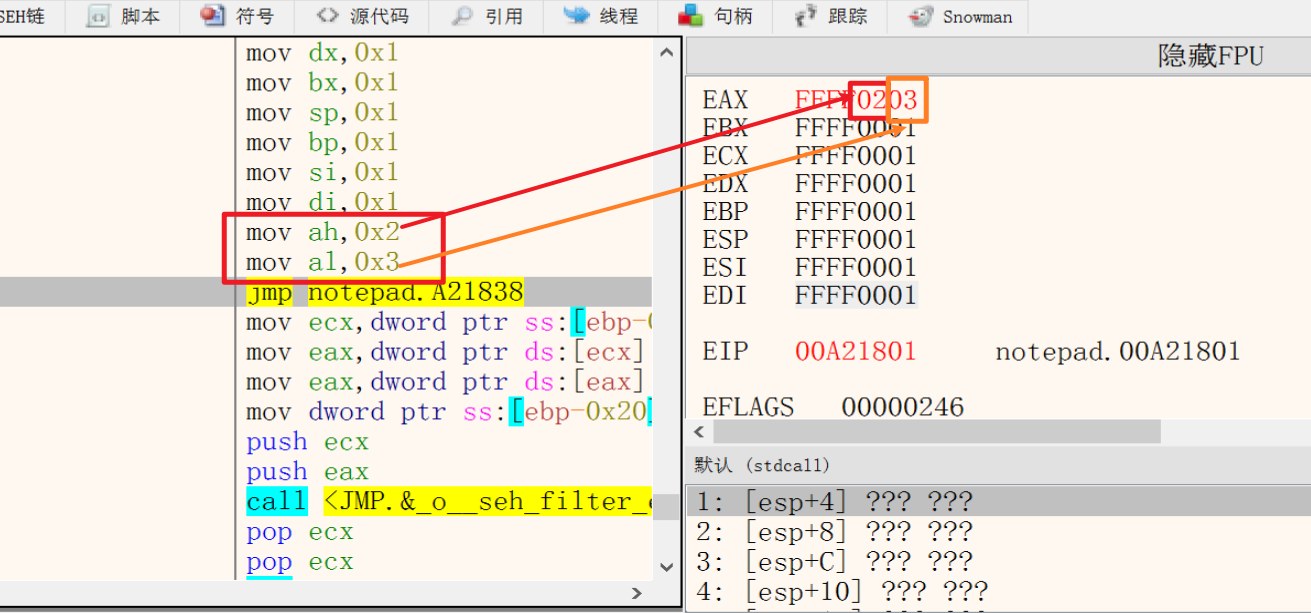 SEH链 脚本 符号 源代码 引用 线程 句柄 跟踪 Snowman
mov dx,0x1
mov bx,0x1
mov sp,0x1
mov bp,0x1
mov si,0x1
mov di,0x1
mov ah,0x2
mov al,0x3
jmp notepad.A21838
mov ecx,dword ptr ss:[ebp-
mov eax,dword ptr ds:[ecx]
mov eax,dword ptr ds:[eax]
mov dword ptr ss:[ebp-0x20]
push ecx
push eax
call <JMP.&_o__seh_filter_
pop ecx
pop ecx
隐藏FPU
EAX FFFF0203
EBX FFFF0001
ECX FFFF0001
EDX FFFF0001
EBP FFFF0001
ESP FFFF0001
ESI FFFF0001
EDI FFFF0001
EIP 00A21801 notepad.00A21801
EFLAGS 00000246
默认 (stdcall)
1: [esp+4] ??? ???
2: [esp+8] ??? ???
3: [esp+C] ??? ???
4: [esp+10] ??? ???